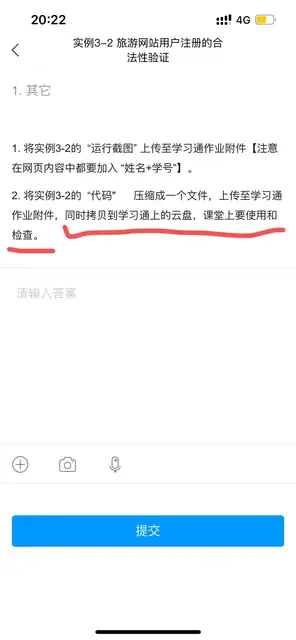 20:22
4G
实例3-2 旅游网站用户注册的合
法性验证
1. 其它
1. 将实例3-2的 “运行截图” 上传至学习通作业附件【注意
在网页内容中都要加入 “姓名+学号”】。
2. 将实例3-2的 “代码” 压缩成一个文件，上传至学习通
作业附件，同时拷贝到学习通上的云盘，课堂上要使用和
检查。
请输入答案
提交